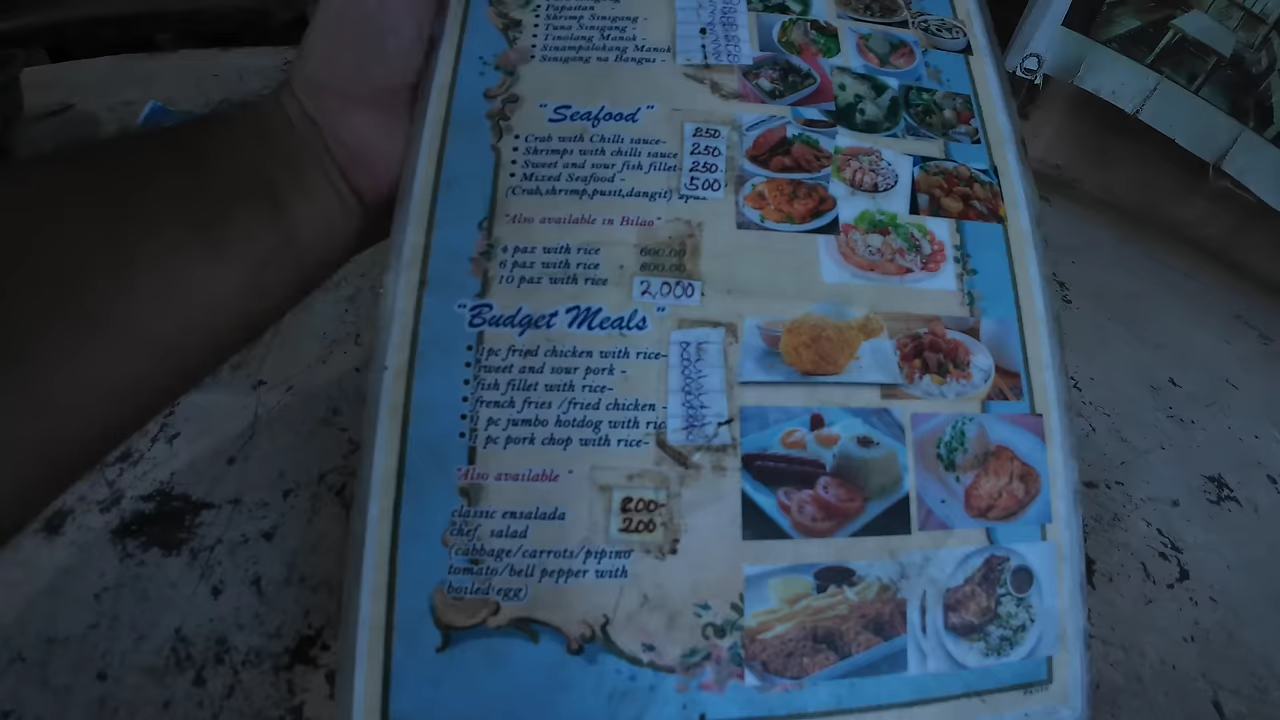 • Papaitan -
• Shrimp Sinigang -
• Tuna Sinigang -
• Tinolang Manok -
• Sinampalokang Manok
• Sinigang na Bangus -
"Seafood"
• Crab with Chilli sauce- 250
• Shrimps with chilli sauce 250
• Sweet and sour fish fillet- 250
• Mixed Seafood - 500
(Crab,shrimp,pusit,dangit)
"Also available in Bilao"
4 pax with rice 600.00
6 pax with rice 800.00
10 pax with rice 2,000
"Budget Meals"
• 1pc fried chicken with rice-
• sweet and sour pork -
• fish fillet with rice-
• french fries /fried chicken -
• 1 pc jumbo hotdog with ric
• 1 pc pork chop with rice-
"Also available "
classic ensalada 200-
chef salad 200-
(cabbage/carrots/pipino
tomato/bell pepper with
boiled egg)